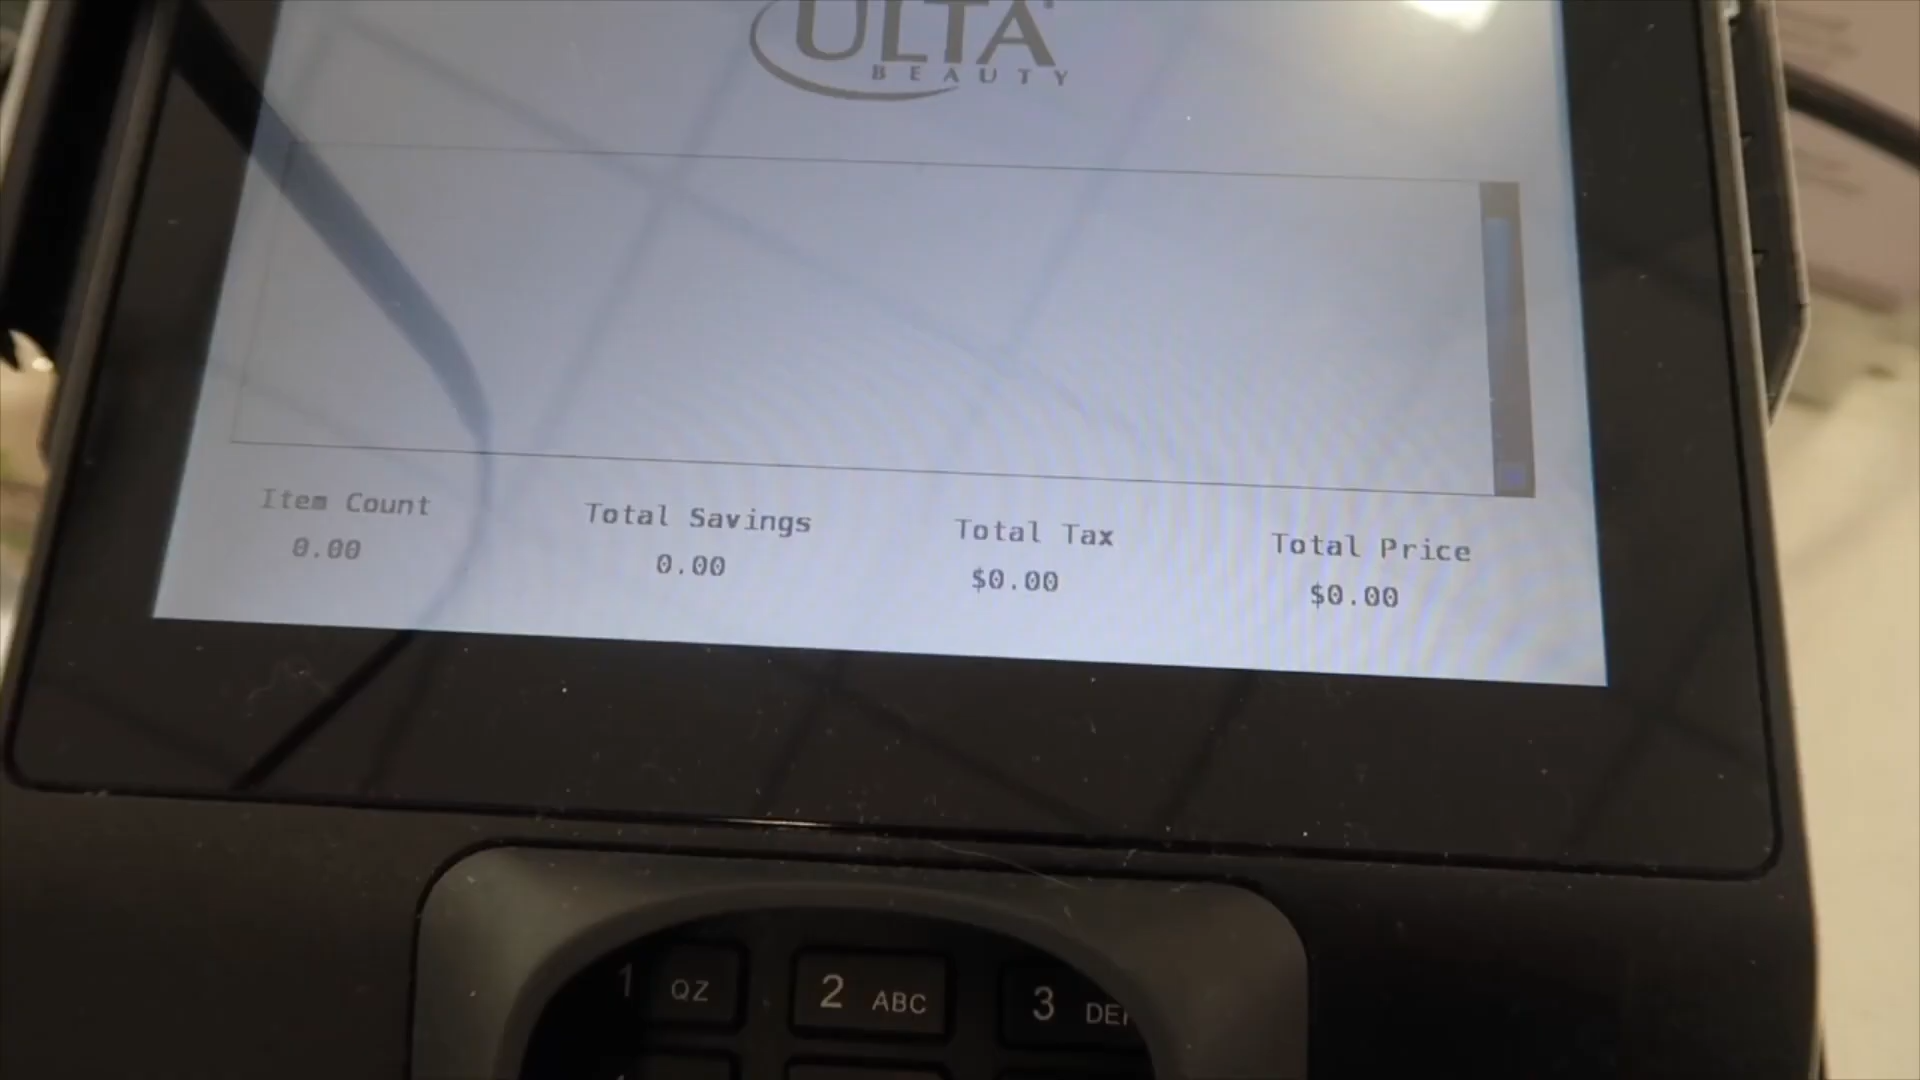 ULTA
BEAUTY
Item Count Total Savings Total Tax Total Price
0.00 0.00 $0.00 $0.00
1 QZ 2 ABC 3